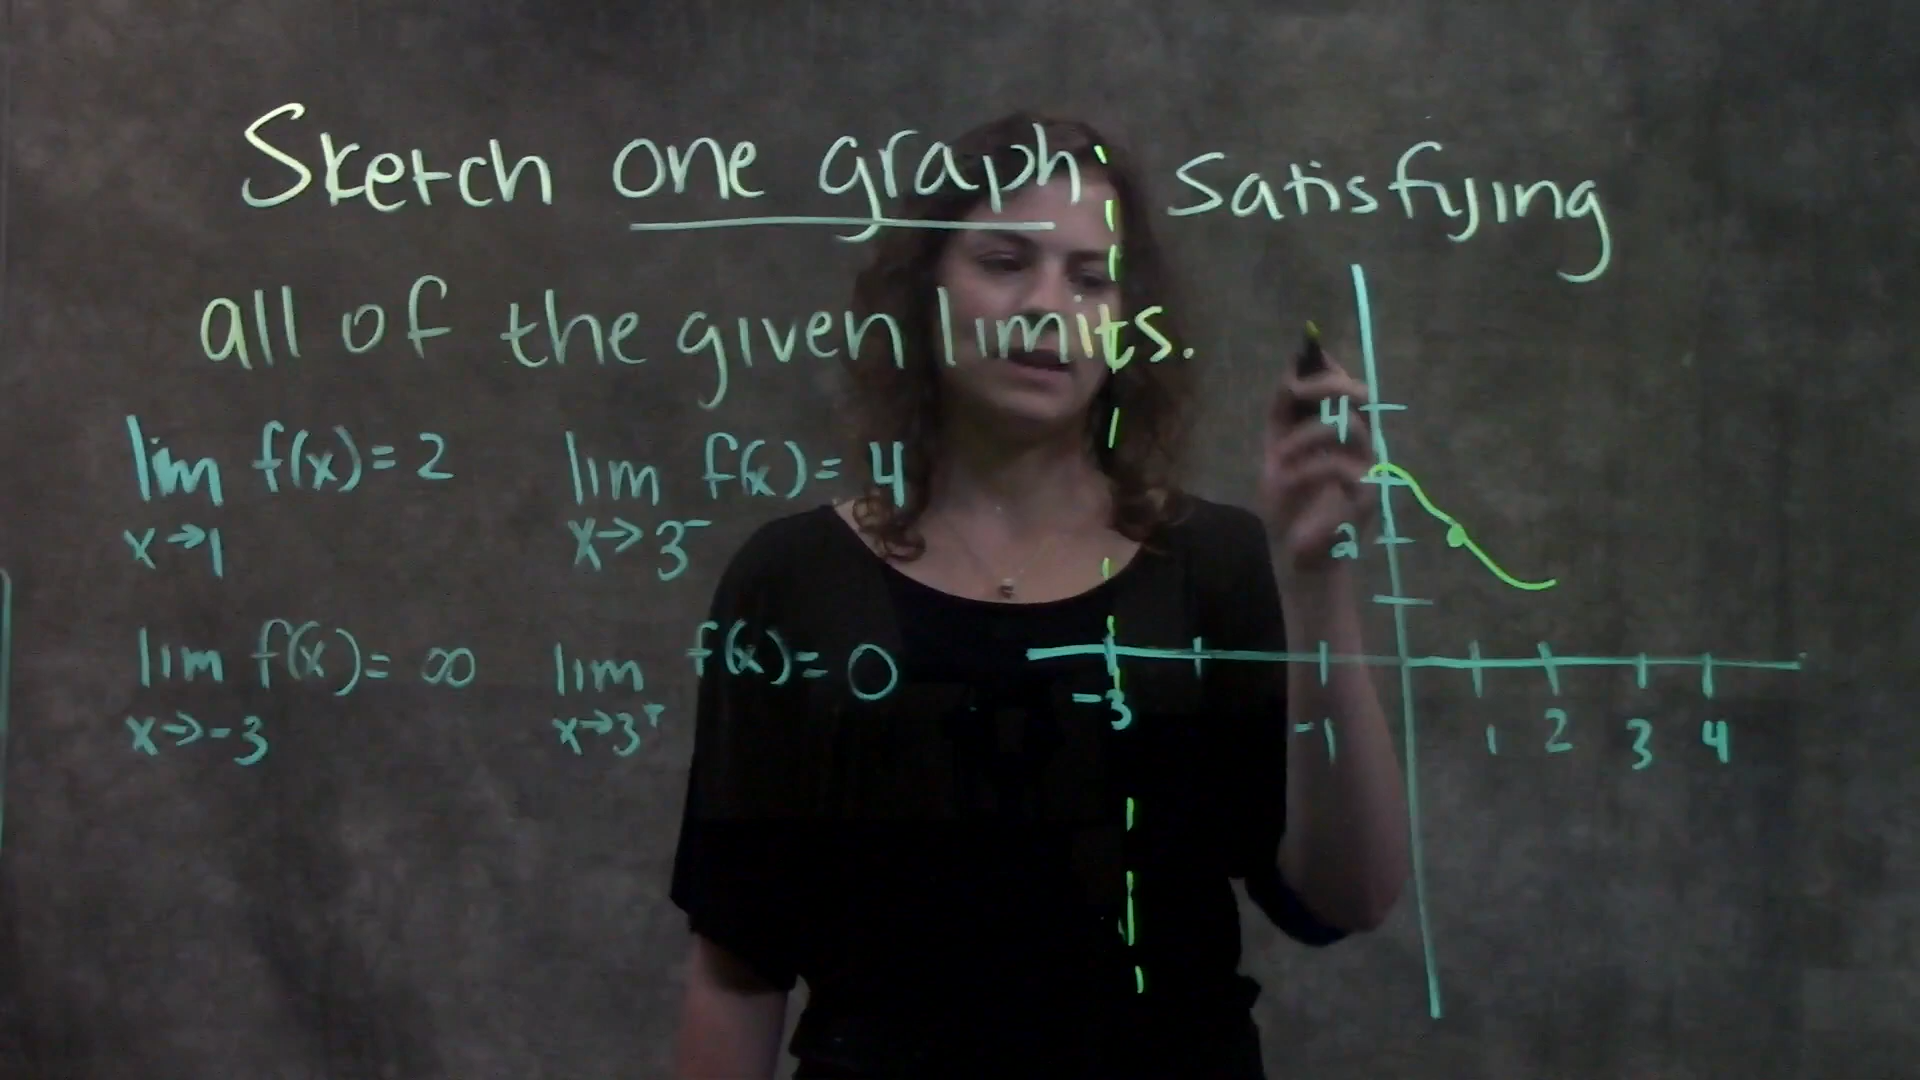 Sketch one graph satisfying
all of the given limits.
lim f(x) = 2
x→1
lim f(x) = 4
x→3⁻
lim f(x) = ∞
x→-3
lim f(x) = 0
x→3⁺
4
2
-3 -1 1 2 3 4